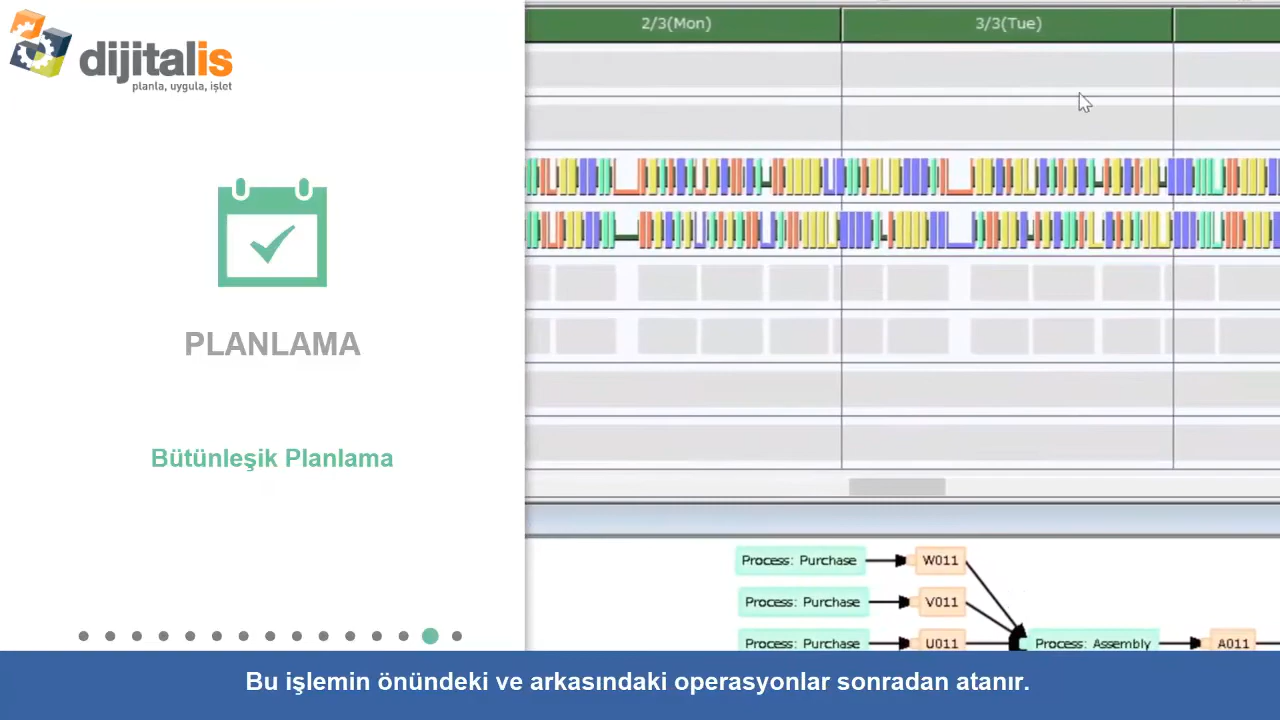 dijitalis
planla, uygula, işlet
PLANLAMA
Bütünleşik Planlama
2/3(Mon)
3/3(Tue)
Process: Purchase
W011
Process: Purchase
V011
Process: Purchase
U011
Process: Assembly
A011
Bu işlemin önündeki ve arkasındaki operasyonlar sonradan atanır.